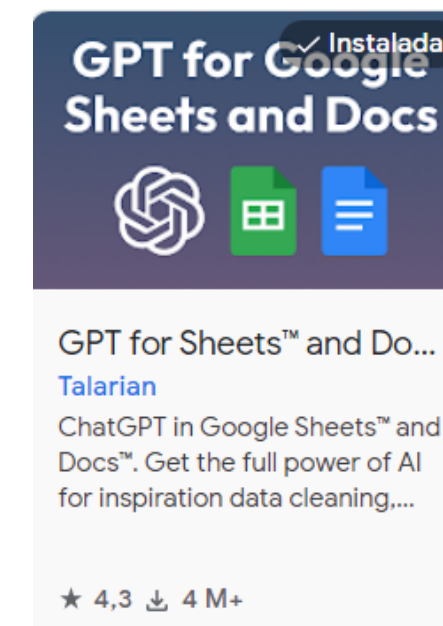 ✓ Instalada
GPT for Google
Sheets and Docs
GPT for Sheets™ and Do...
Talarian
ChatGPT in Google Sheets™ and
Docs™. Get the full power of AI
for inspiration data cleaning,...
★ 4,3 4 M+